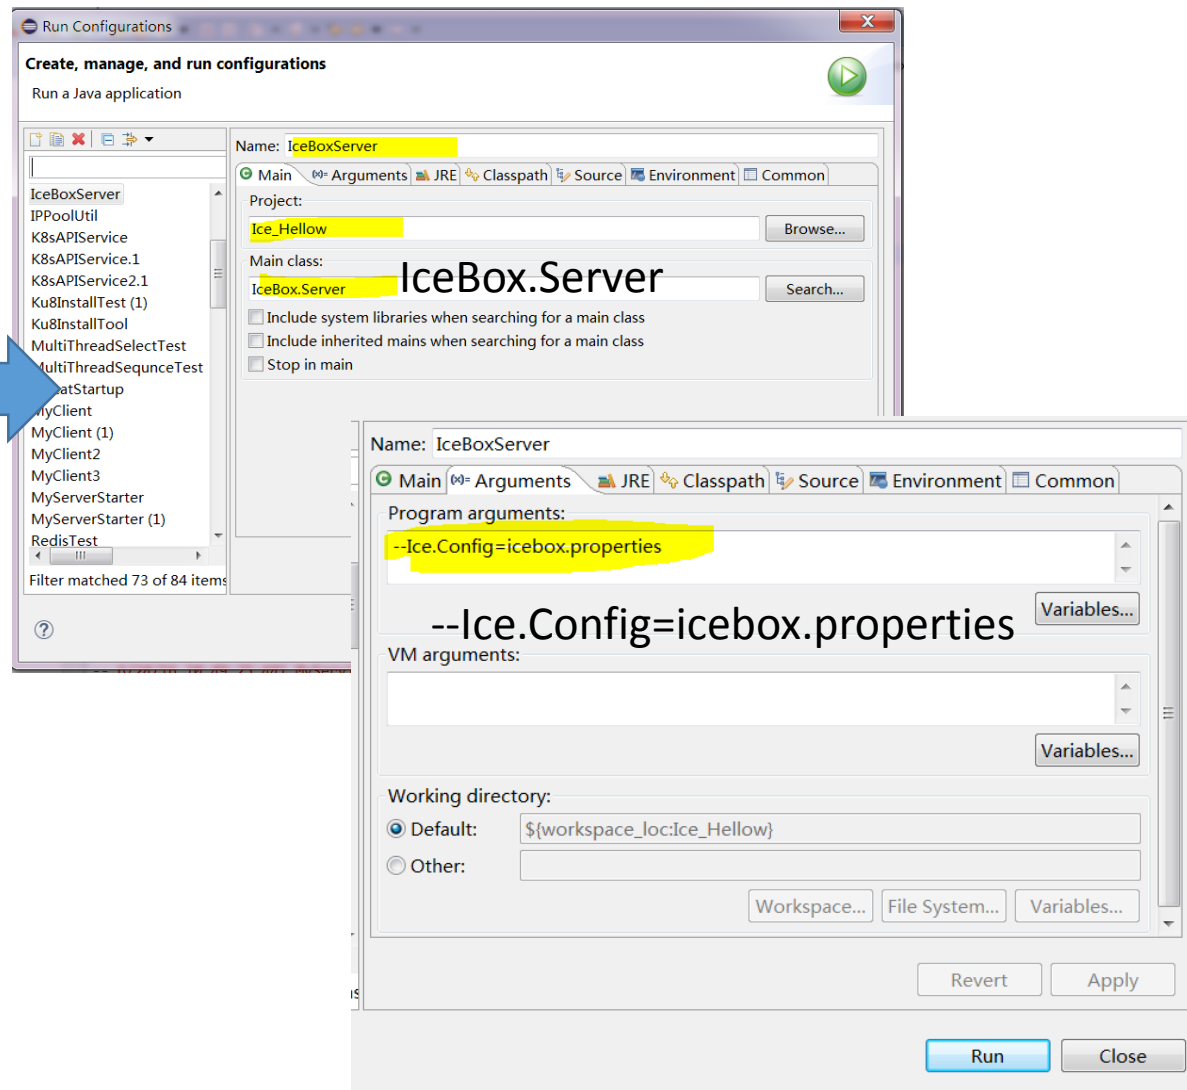 Run Configurations
Create, manage, and run configurations
Run a Java application
Name: IceBoxServer
Main (x)= Arguments JRE Classpath Source Environment Common
Project:
Ice_Hellow
Browse...
Main class:
IceBox.Server
Search...
IceBox.Server
Include system libraries when searching for a main class
Include inherited mains when searching for a main class
Stop in main
IceBoxServer
IPPoolUtil
K8sAPIService
K8sAPIService.1
K8sAPIService2.1
Ku8InstallTest (1)
Ku8InstallTool
MultiThreadSelectTest
MultiThreadSequnceTest
atStartup
MyClient
MyClient (1)
MyClient2
MyClient3
MyServerStarter
MyServerStarter (1)
RedisTest
Filter matched 73 of 84 items
Name: IceBoxServer
Main (x)= Arguments JRE Classpath Source Environment Common
Program arguments:
--Ice.Config=icebox.properties
Variables...
--Ice.Config=icebox.properties
VM arguments:
Variables...
Working directory:
Default: ${workspace_loc:Ice_Hellow}
Other:
Workspace... File System... Variables...
Revert Apply
Run Close